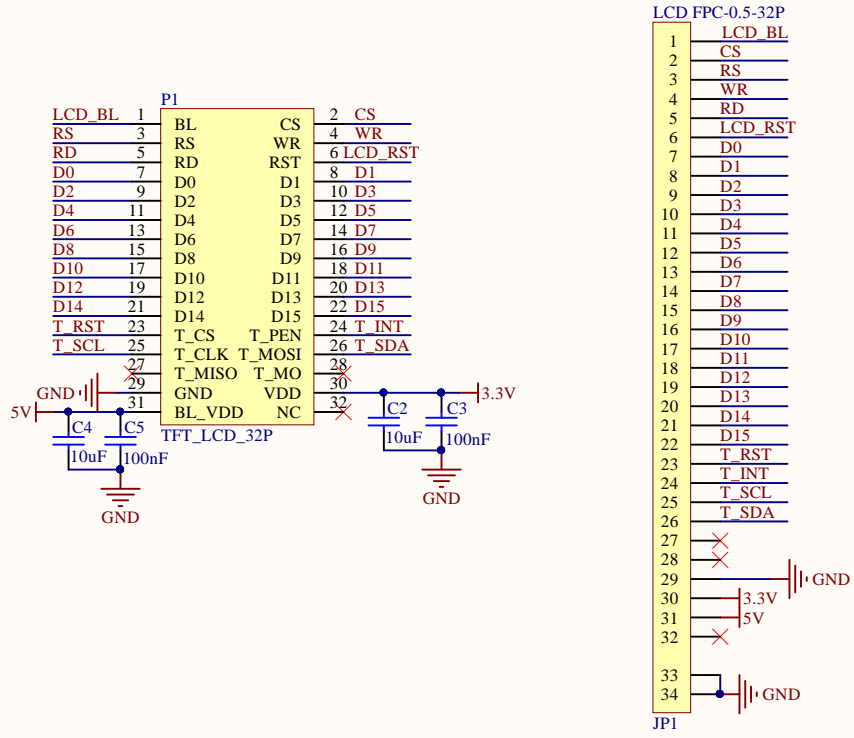 LCD FPC-0.5-32P
1 LCD_BL
2 CS
3 RS
4 WR
5 RD
6 LCD_RST
7 D0
8 D1
9 D2
10 D3
11 D4
12 D5
13 D6
14 D7
15 D8
16 D9
17 D10
18 D11
19 D12
20 D13
21 D14
22 D15
23 T_RST
24 T_INT
25 T_SCL
26 T_SDA
27
28
29 GND
30 3.3V
31 5V
32
33
34 GND
JP1
P1
LCD_BL 1 BL CS 2 CS
RS 3 RS WR 4 WR
RD 5 RD RST 6 LCD_RST
D0 7 D0 D1 8 D1
D2 9 D2 D3 10 D3
D4 11 D4 D5 12 D5
D6 13 D6 D7 14 D7
D8 15 D8 D9 16 D9
D10 17 D10 D11 18 D11
D12 19 D12 D13 20 D13
D14 21 D14 D15 22 D15
T_RST 23 T_CS T_PEN 24 T_INT
T_SCL 25 T_CLK T_MOSI 26 T_SDA
27 T_MISO T_MO 28
GND 29 GND VDD 30 3.3V
5V 31 BL_VDD NC 32
TFT_LCD_32P
C4 C5 C2 C3
10uF 100nF 10uF 100nF
GND GND